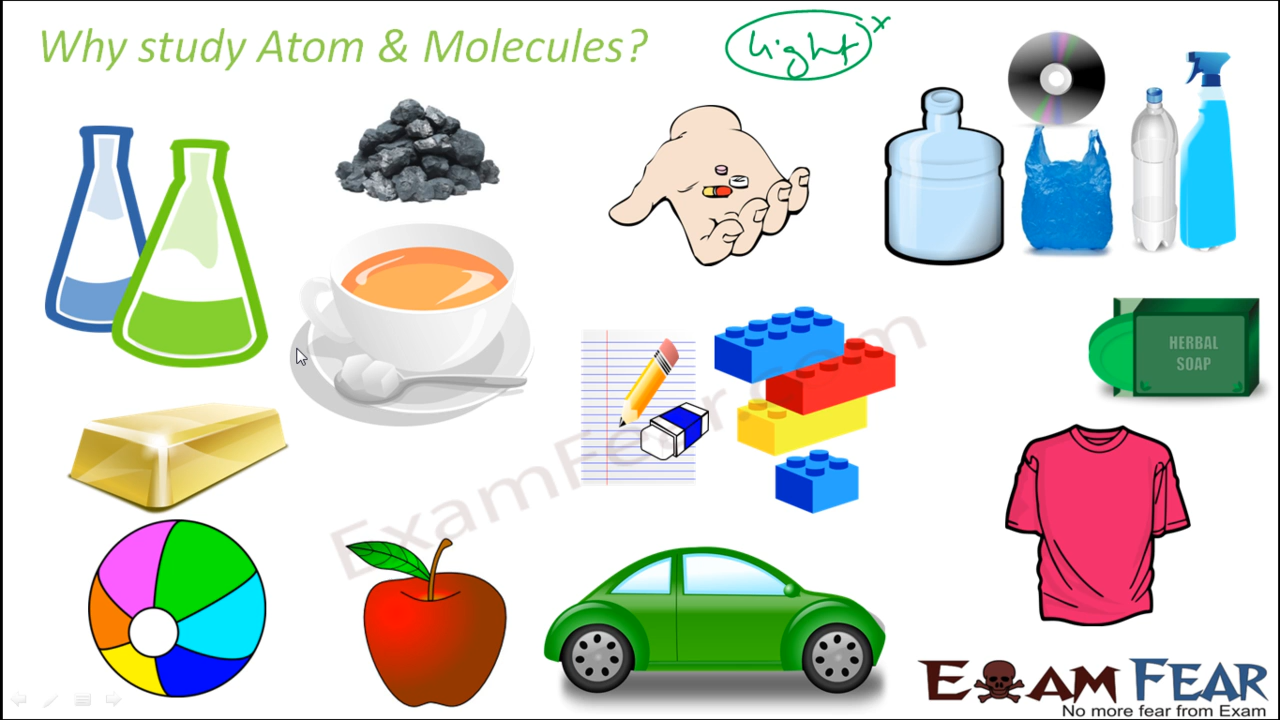 Why study Atom & Molecules?
light x
HERBAL
SOAP
ExamFear.com
EXAM FEAR
No more fear from Exam